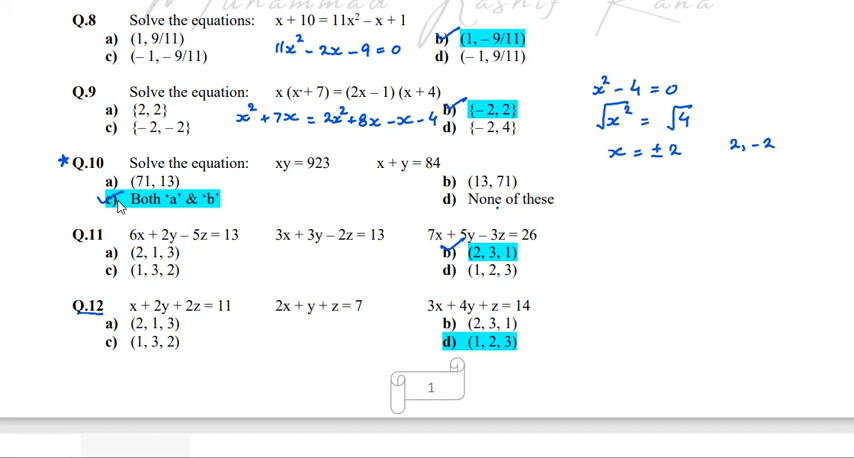 Muhammad Kashif Rana
Q.8 Solve the equations: x + 10 = 11x² – x + 1
a) (1, 9/11) b) (1, – 9/11)
11x² - 2x - 9 = 0
c) (– 1, – 9/11) d) (– 1, 9/11)
Q.9 Solve the equation: x (x + 7) = (2x – 1) (x + 4)
a) {2, 2} b) {– 2, 2}
x² + 7x = 2x² + 8x - x - 4
c) {– 2, – 2} d) {– 2, 4}
x² - 4 = 0
√x² = √4
x = ± 2 2, -2
*Q.10 Solve the equation: xy = 923 x + y = 84
a) (71, 13) b) (13, 71)
c) Both ‘a’ & ‘b’ d) None of these
Q.11 6x + 2y – 5z = 13 3x + 3y – 2z = 13 7x + 5y – 3z = 26
a) (2, 1, 3) b) (2, 3, 1)
c) (1, 3, 2) d) (1, 2, 3)
Q.12 x + 2y + 2z = 11 2x + y + z = 7 3x + 4y + z = 14
a) (2, 1, 3) b) (2, 3, 1)
c) (1, 3, 2) d) (1, 2, 3)
1